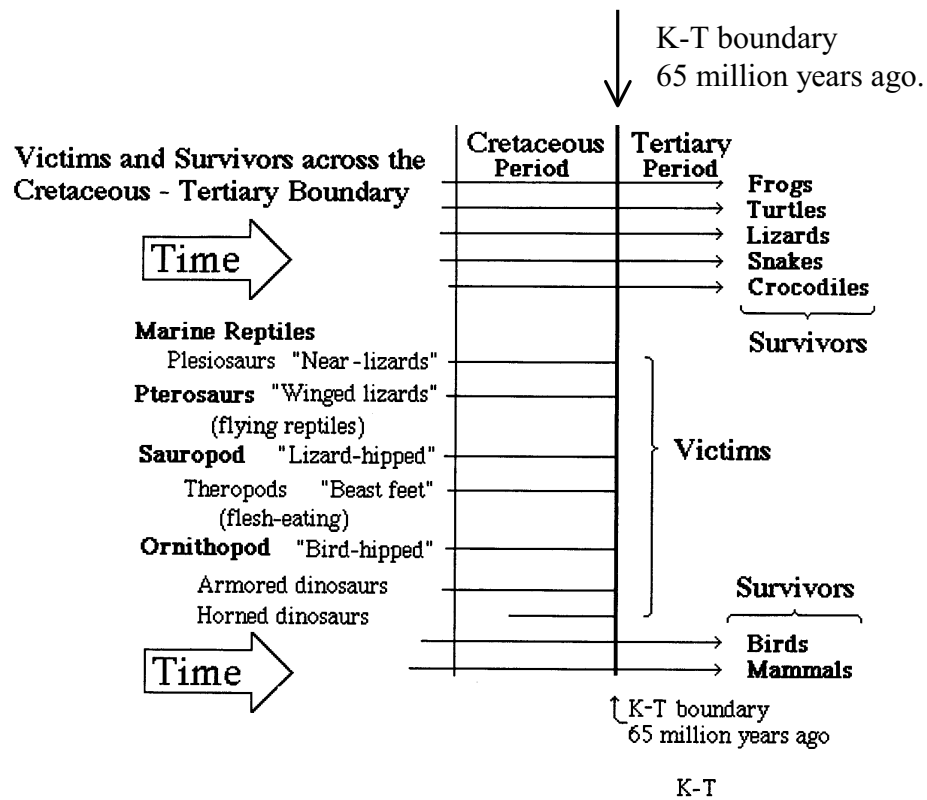 K-T boundary
65 million years ago.
Victims and Survivors across the
Cretaceous - Tertiary Boundary
Cretaceous
Period
Tertiary
Period
Time
Frogs
Turtles
Lizards
Snakes
Crocodiles
Survivors
Marine Reptiles
Plesiosaurs "Near-lizards"
Pterosaurs "Winged lizards"
(flying reptiles)
Sauropod "Lizard-hipped"
Theropods "Beast feet"
(flesh-eating)
Ornithopod "Bird-hipped"
Armored dinosaurs
Horned dinosaurs
Victims
Survivors
Birds
Mammals
Time
K-T boundary
65 million years ago
K-T